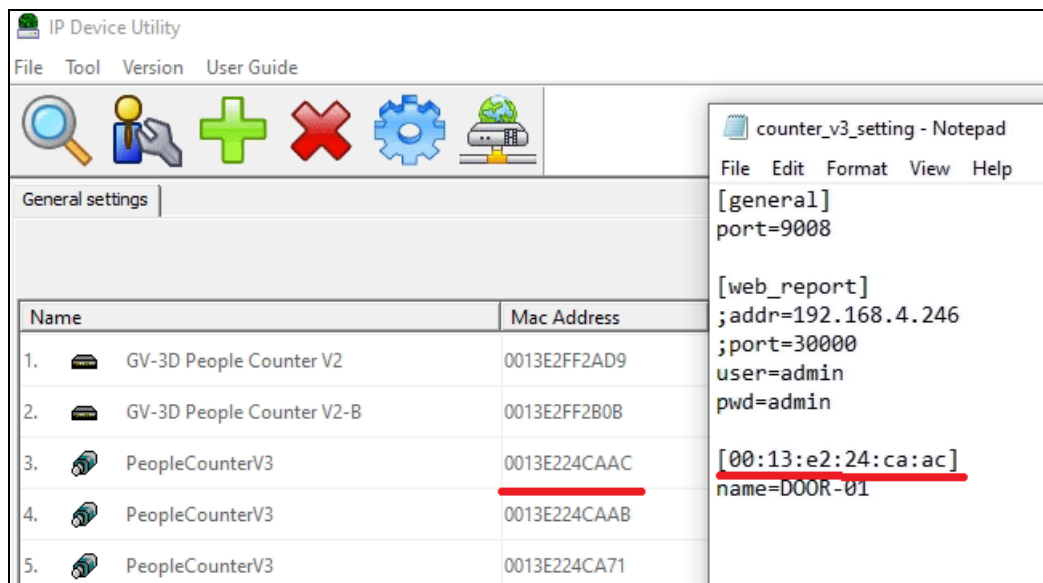 IP Device Utility
File Tool Version User Guide
General settings
Name Mac Address
1. GV-3D People Counter V2 0013E2FF2AD9
2. GV-3D People Counter V2-B 0013E2FF2B0B
3. PeopleCounterV3 0013E224CAAC
4. PeopleCounterV3 0013E224CAAB
5. PeopleCounterV3 0013E224CA71
counter_v3_setting - Notepad
File Edit Format View Help
[general]
port=9008
[web_report]
;addr=192.168.4.246
;port=30000
user=admin
pwd=admin
[00:13:e2:24:ca:ac]
name=DOOR-01